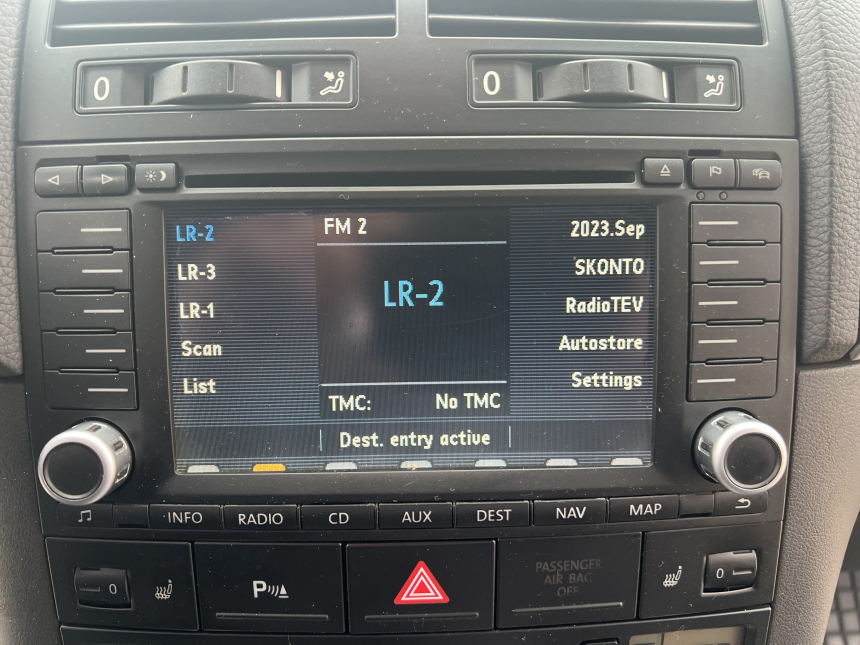 0
0
LR-2
FM 2
2023.Sep
LR-3
SKONTO
LR-2
LR-1
RadioTEV
Scan
Autostore
List
Settings
TMC: No TMC
Dest. entry active
INFO
RADIO
CD
AUX
DEST
NAV
MAP
0
P
PASSENGER
AIR BAG
OFF
0